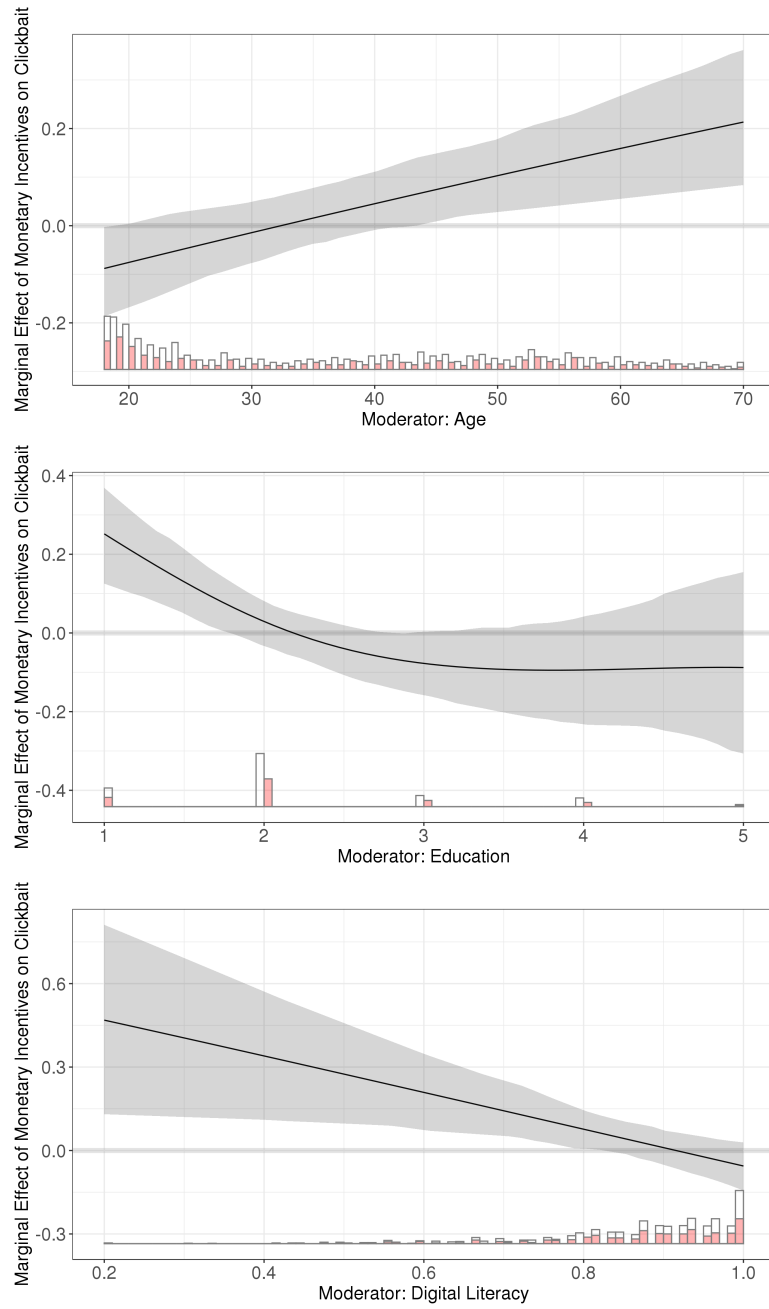 Marginal Effect of Monetary Incentives on Clickbait
0.2
0.0
-0.2
20 30 40 50 60 70
Moderator: Age
Marginal Effect of Monetary Incentives on Clickbait
0.4
0.2
0.0
-0.2
-0.4
1 2 3 4 5
Moderator: Education
Marginal Effect of Monetary Incentives on Clickbait
0.6
0.3
0.0
-0.3
0.2 0.4 0.6 0.8 1.0
Moderator: Digital Literacy